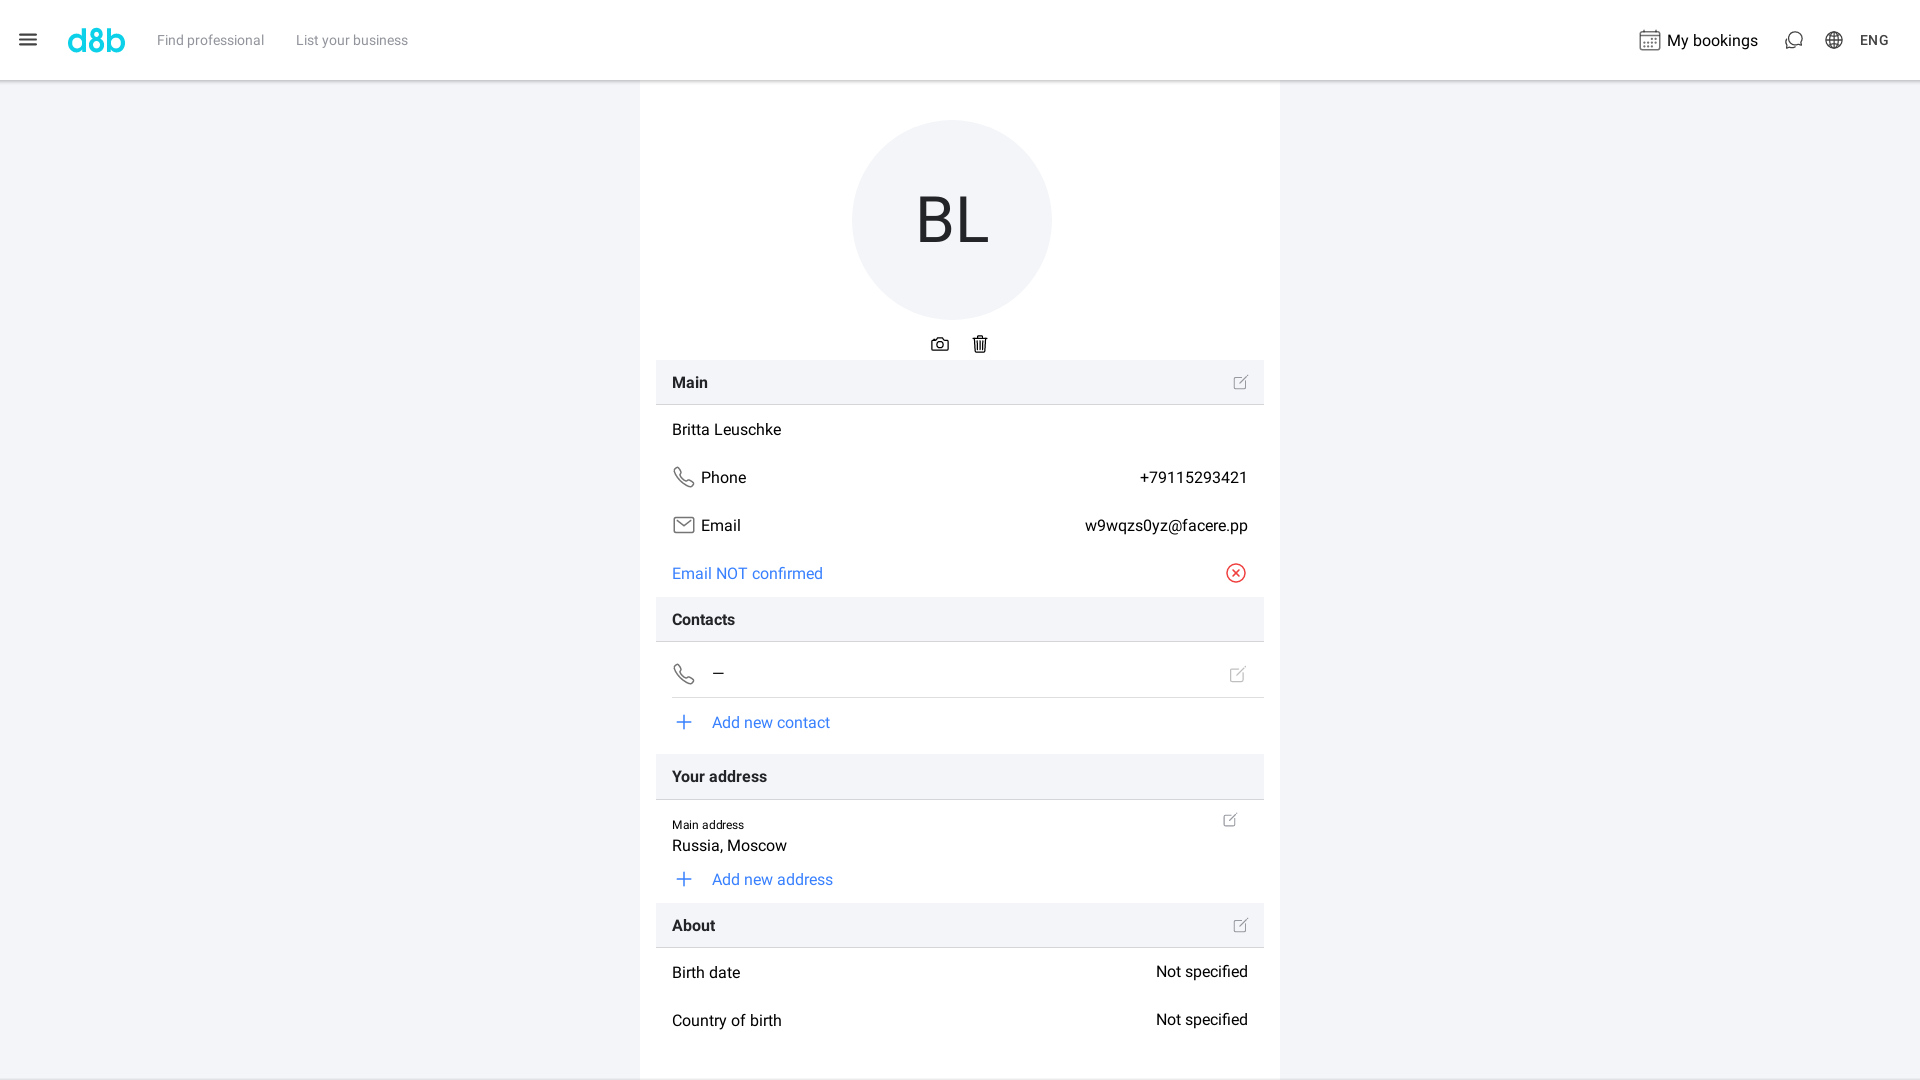 d8b
Find professional
List your business
My bookings
ENG
BL
Main
Britta Leuschke
Phone
+79115293421
Email
w9wqzs0yz@facere.pp
Email NOT confirmed
Contacts
–
Add new contact
Your address
Main address
Russia, Moscow
Add new address
About
Birth date
Not specified
Country of birth
Not specified